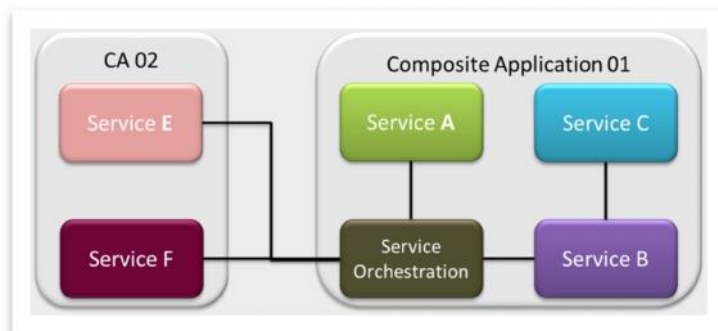 CA 02
Composite Application 01
Service E
Service A
Service C
Service F
Service
Orchestration
Service B